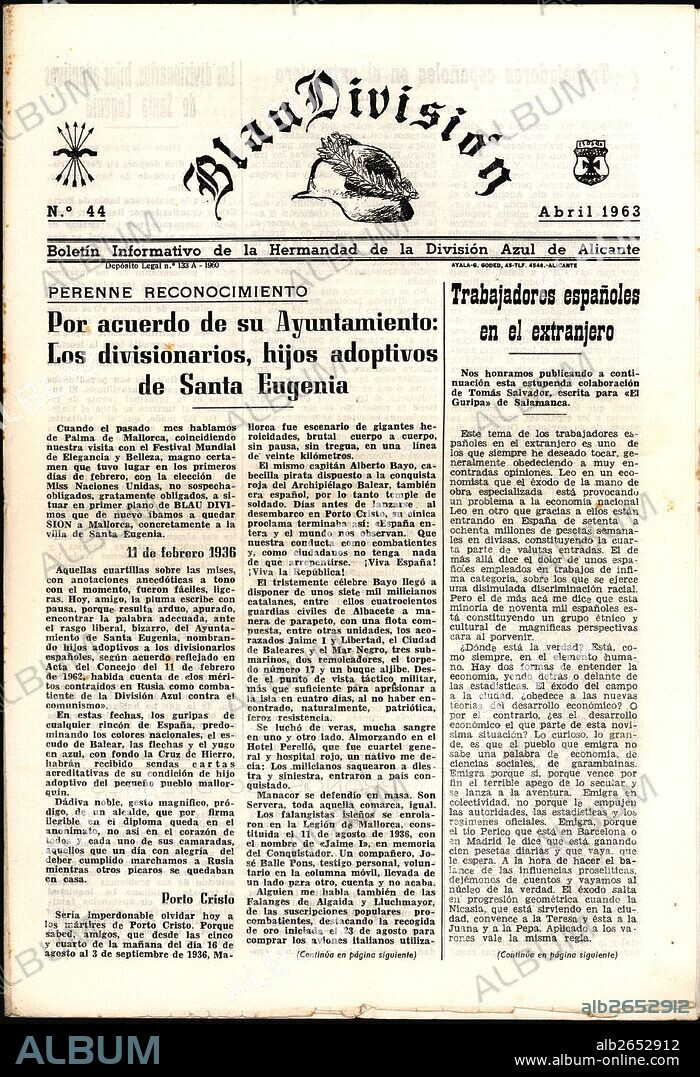 Blau División
N.º 44
Abril 1963
Boletín Informativo de la Hermandad de la División Azul de Alicante
Depósito Legal n.º 133 A - 1960
AYALA-G. GODED, 45-TLF. 4546.-ALICANTE
PERENNE RECONOCIMIENTO
Por acuerdo de su Ayuntamiento:
Los divisionarios, hijos adoptivos
de Santa Eugenia
Cuando el pasado mes hablamos
de Palma de Mallorca, coincidiendo
nuestra visita con el Festival Mundial
de Elegancia y Belleza, magno certa-
men que tuvo lugar en los primeros
días de febrero, con la elección de
Miss Naciones Unidas, no sospecha-
obligados, gratamente obligados, a si-
tuar en primer plano de BLAU DIVI-
mos que de nuevo íbamos a quedar
SION a Mallorca, concretamente a la
villa de Santa Eugenia.
11 de febrero 1936
Aquellas cuartillas sobre las mises,
con anotaciones anecdóticas a tono
con el momento, fueron fáciles, lige-
ras. Hoy, amigo, la pluma escribe con
pausa, porque resulta arduo, apurado,
encontrar la palabra adecuada, ante
el rasgo liberal, bizarro, del Ayunta-
miento de Santa Eugenia, nombran-
do hijos adoptivos a los divisionarios
españoles, según acuerdo reflejado en
Acta del Consejo del 11 de febrero
de 1962, habida cuenta de «los méri-
tos contraídos en Rusia como comba-
tiente de la División Azul contra el
comunismo».
En estas fechas, los guripas de
cualquier rincón de España, predo-
minando los colores nacionales, el es-
cudo de Balear, las flechas y el yugo
en azul, con fondo la Cruz de Hierro,
habrán recibido sendas cartas
acreditativas de su condición de hijo
adoptivo del pequeño pueblo mallor-
quín.
Dádiva noble, gesto magnífico, pró-
digo, de un alcalde, que por firma
ilegible en el diploma queda en el
anonimato, no así en el corazón de
todos y cada uno de sus camaradas,
aquellos que un día con alegría del
deber cumplido marchamos a Rusia
mientras otros pícaros se quedaban
en casa.
Porto Cristo
Sería imperdonable olvidar hoy a
los mártires de Porto Cristo. Porque
sabed, amigos, que desde las cinco
y cuarto de la mañana del día 16 de
agosto al 3 de septiembre de 1936, Ma-
llorca fue escenario de gigantes he-
roicidades, brutal cuerpo a cuerpo,
sin pausa, sin tregua, en una línea
de veinte kilómetros.
El mismo capitán Alberto Bayo, ca-
becilla pirata dispuesto a la conquista
roja del Archipiélago Balear, también
era español, por lo tanto temple de
soldado. Días antes de lanzarse al
desembarco en Porto Cristo, su cínica
proclama terminaba así: «España en-
tera y el mundo nos observan. Que
nuestra conducta como combatientes
y, como ciudadanos no tenga nada
de que arrepentirse. ¡Viva España!
¡Viva la República!
El tristemente célebre Bayo llegó a
disponer de unos siete mil milicianos
catalanes, entre ellos cuatrocientos
guardias civiles de Albacete a mane-
ra de parapeto, con una flota com-
puesta, entre otras unidades, los aco-
razados Jaime I y Libertad, el Ciudad
de Baleares y el Mar Negro, tres sub-
marinos, dos remolcadores, el torpe-
dero número 17 y un buque aljibe. Des-
de el punto de vista táctico, militar,
más que suficiente para aprisionar a
la isla en cuatro días, al no haber en-
contrado, naturalmente, patriótica,
feroz resistencia.
Se luchó de veras, mucha sangre
en uno y otro lado. Almorzando en el
Hotel Perelló, que fue cuartel gene-
ral y hospital rojo, un nativo me de-
cía: Los milicianos saquearon a dies-
tra y siniestra, entraron a país con-
quistado.
Manacor se defendió en masa. Son
Servera, toda aquella comarca, igual.
Los falangistas isleños se enrola-
ron en la Legión de Mallorca, cons-
tituída el 11 de agosto de 1936, con
el nombre de «Jaime I», en memoria
del Conquistador. Un compañero, Jo-
sé Balle Pons, testigo personal, volun-
tario en la columna móvil, llevada de
un lado para otro, cuenta y no acaba.
Alguien me habla también de las
Falanges de Algaida y Lluchmayor,
de las suscripciones populares pro-
combatientes, destacando la recogida
de oro iniciada el 23 de agosto para
comprar los aviones italianos utiliza-
(Continúa en página siguiente)
Trabajadores españoles
en el extranjero
Nos honramos publicando a conti-
nuación esta estupenda colaboración
de Tomás Salvador, escrita para «El
Guripa» de Salamanca.
Este tema de los trabajadores es-
pañoles en el extranjero es uno de
los que siempre he deseado tocar, ge-
neralmente obedeciendo a muy en-
contradas opiniones. Leo en un eco-
nomista que el éxodo de la mano de
obra especializada está provocando
un problema a la economía nacional
Leo en otro que gracias a ellos están
entrando en España de setenta a
ochenta millones de pesetas semana-
les en divisas, constituyendo la cuar-
ta parte de valutas entradas. El de
más allá dice el dolor de unos
españoles empleados en trabajos de ínfi-
ma categoría, sobre los que se ejerce
una disimulada discriminación racial.
Pero de más acá me dice que esta
minoría de noventa mil españoles es-
tá constituyendo un grupo étnico y
cultural de magníficas perspectivas
cara al porvenir.
¿Dónde está la verdad? Está, co-
mo siempre, en el elemento huma-
no. Hay dos formas de entender la
economía, yendo detrás o delante de
las estadísticas. El éxodo del campo
a la ciudad, ¿obedece a las nuevas
teorías del desarrollo económico? O
por el contrario, ¿es el desarrollo
económico el que parte de esta noví-
sima situación? Lo curioso, lo gran-
de, es que el pueblo que emigra no
sabe una palabra de economía, de
ciencias sociales, de garambainas.
Emigra porque sí, porque vence por
fin el terrible apego de lo secular y
se lanza a la aventura. Emigra en
colectividad, no porque le empujen
las autoridades, las estadísticas y los
regímenes oficiales. Emigra, porque
el tío Perico que está en Barcelona o
en Madrid le dice que está ganando
cien pesetas diarias y que vaya, que
le espera. A la hora de hacer el ba-
lance de las influencias proselíticas,
dejémonos de cuentos y vayamos al
núcleo de la verdad. El éxodo salta
en progresión geométrica cuando la
Nicasia, que está sirviendo en la ciu-
dad, convence a la Teresa y ésta a la
Juana y a la Pepa. Aplicado a los va-
rones vale la misma regla.
(Continúa en página siguiente)
ALBUM
alb2652912
alb2652912
www.album-online.com